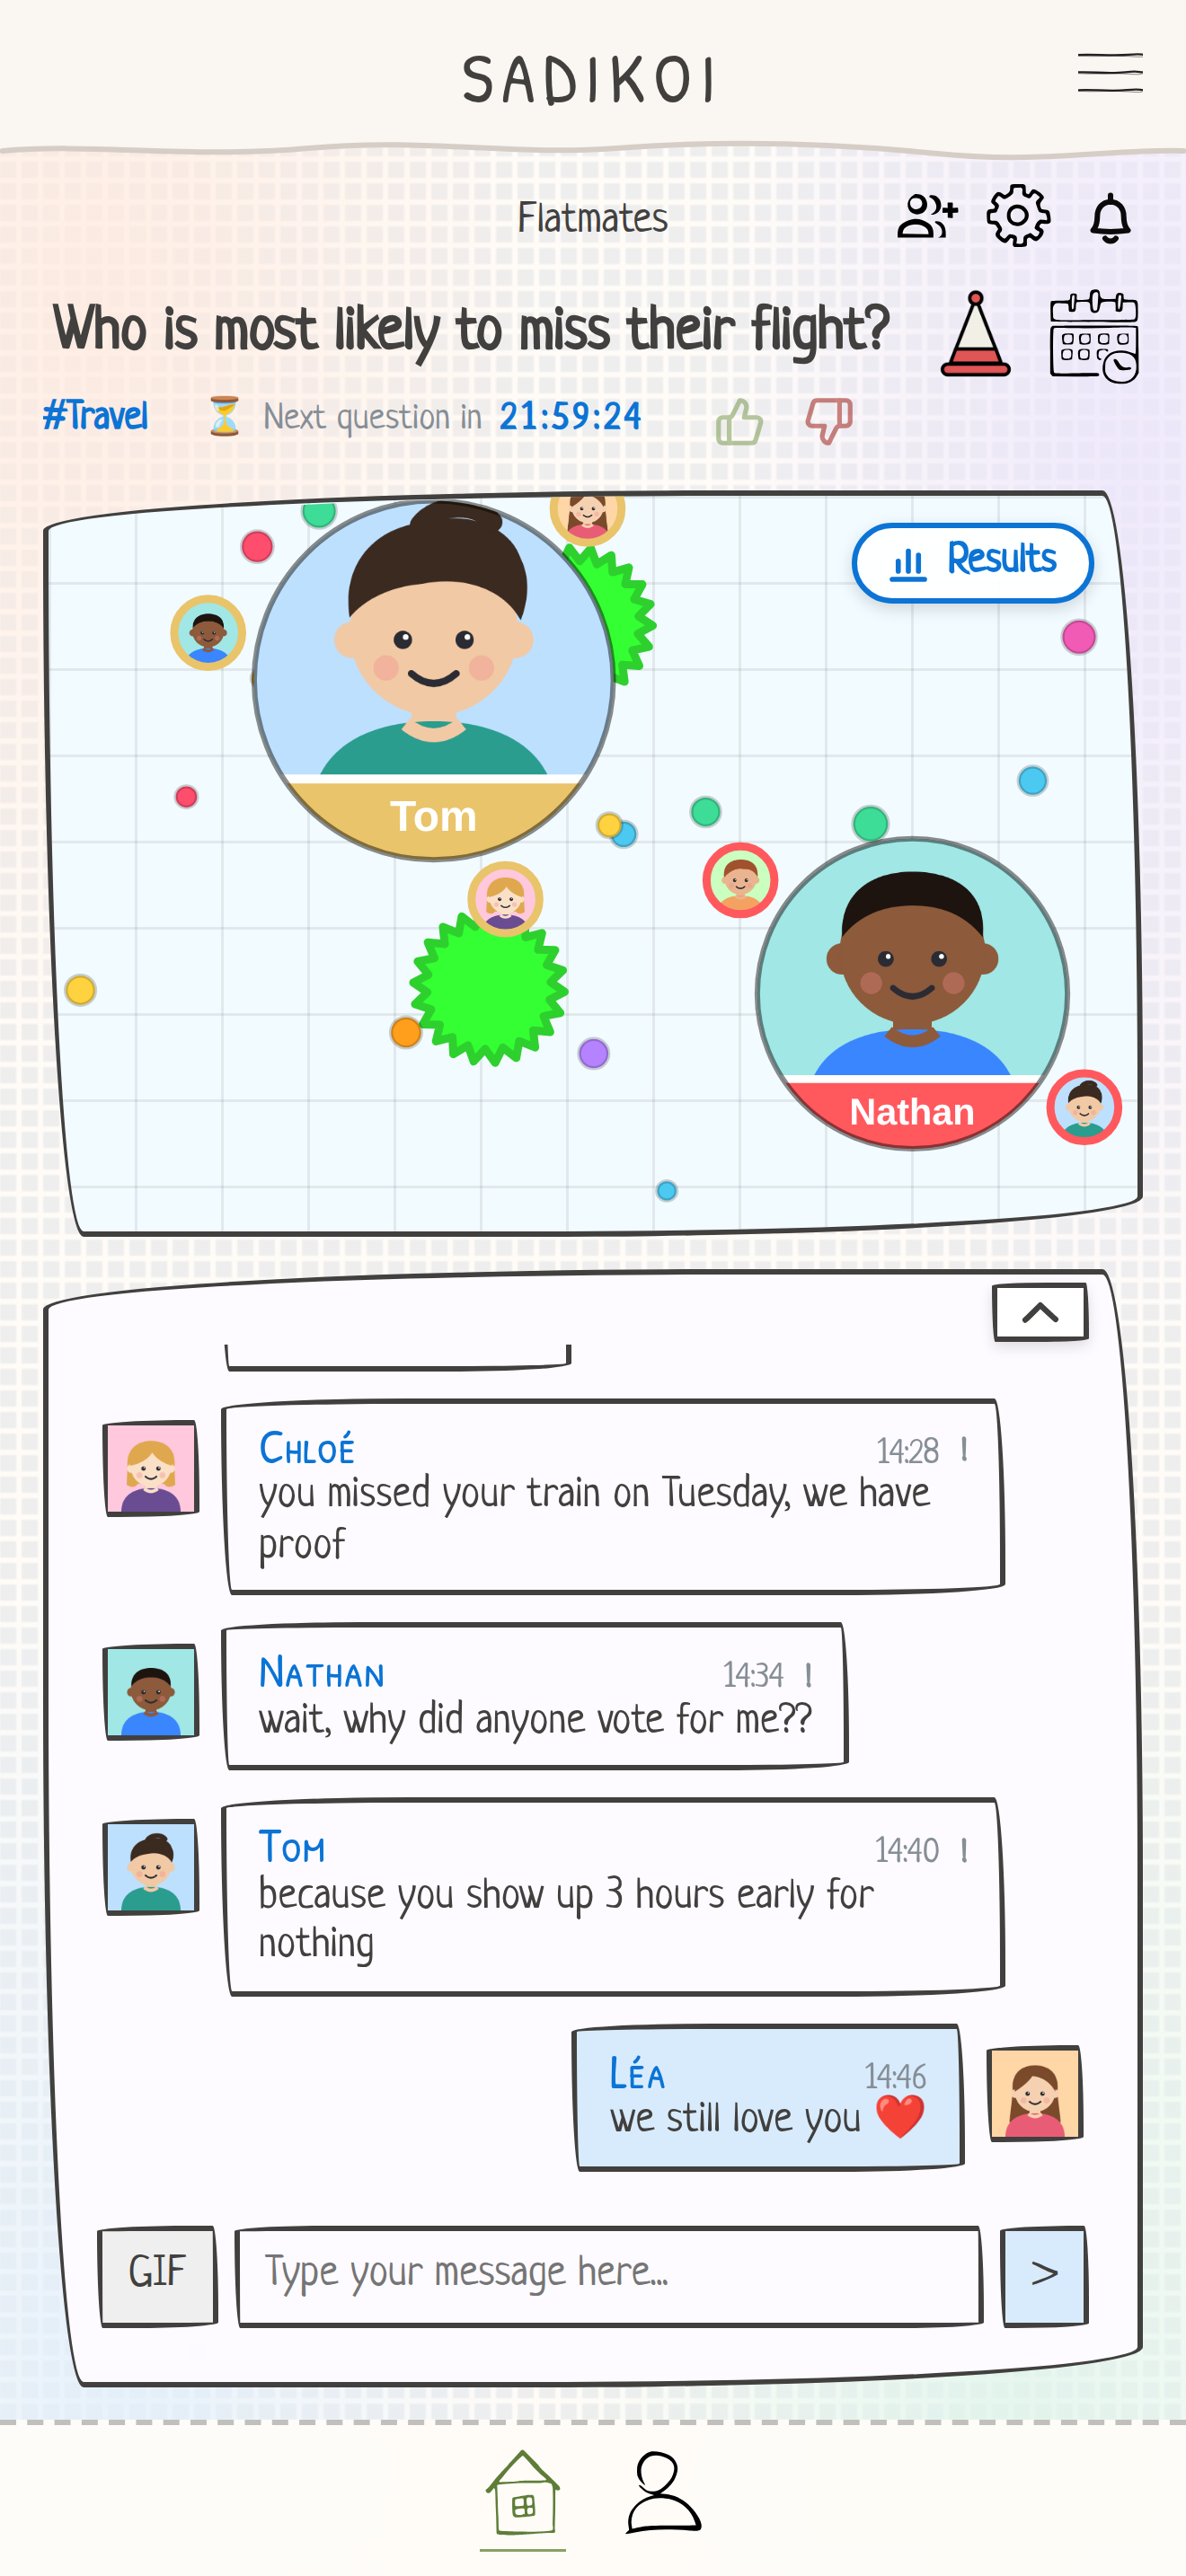 SADIKOI
Flatmates
Who is most likely to miss their flight?
#Travel ⏳ Next question in 21:59:24
Results
Tom
Nathan
Chloé 14:28 !
you missed your train on Tuesday, we have
proof
Nathan 14:34 !
wait, why did anyone vote for me??
Tom 14:40 !
because you show up 3 hours early for
nothing
Léa 14:46
we still love you ❤️
GIF Type your message here... >